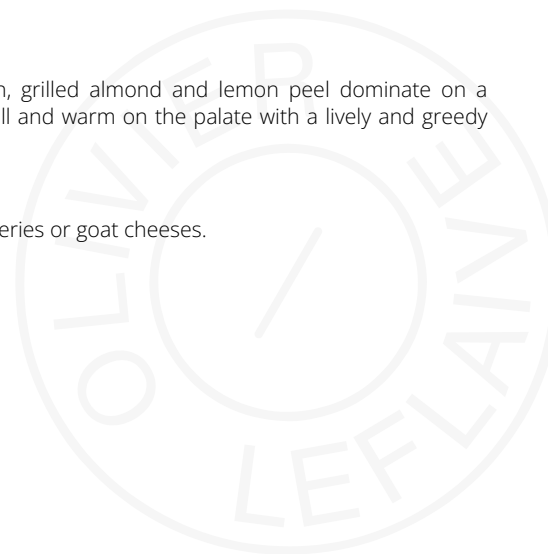 n, grilled almond and lemon peel dominate on a
ll and warm on the palate with a lively and greedy
eries or goat cheeses.
OLIVIER
LEFLAIVE